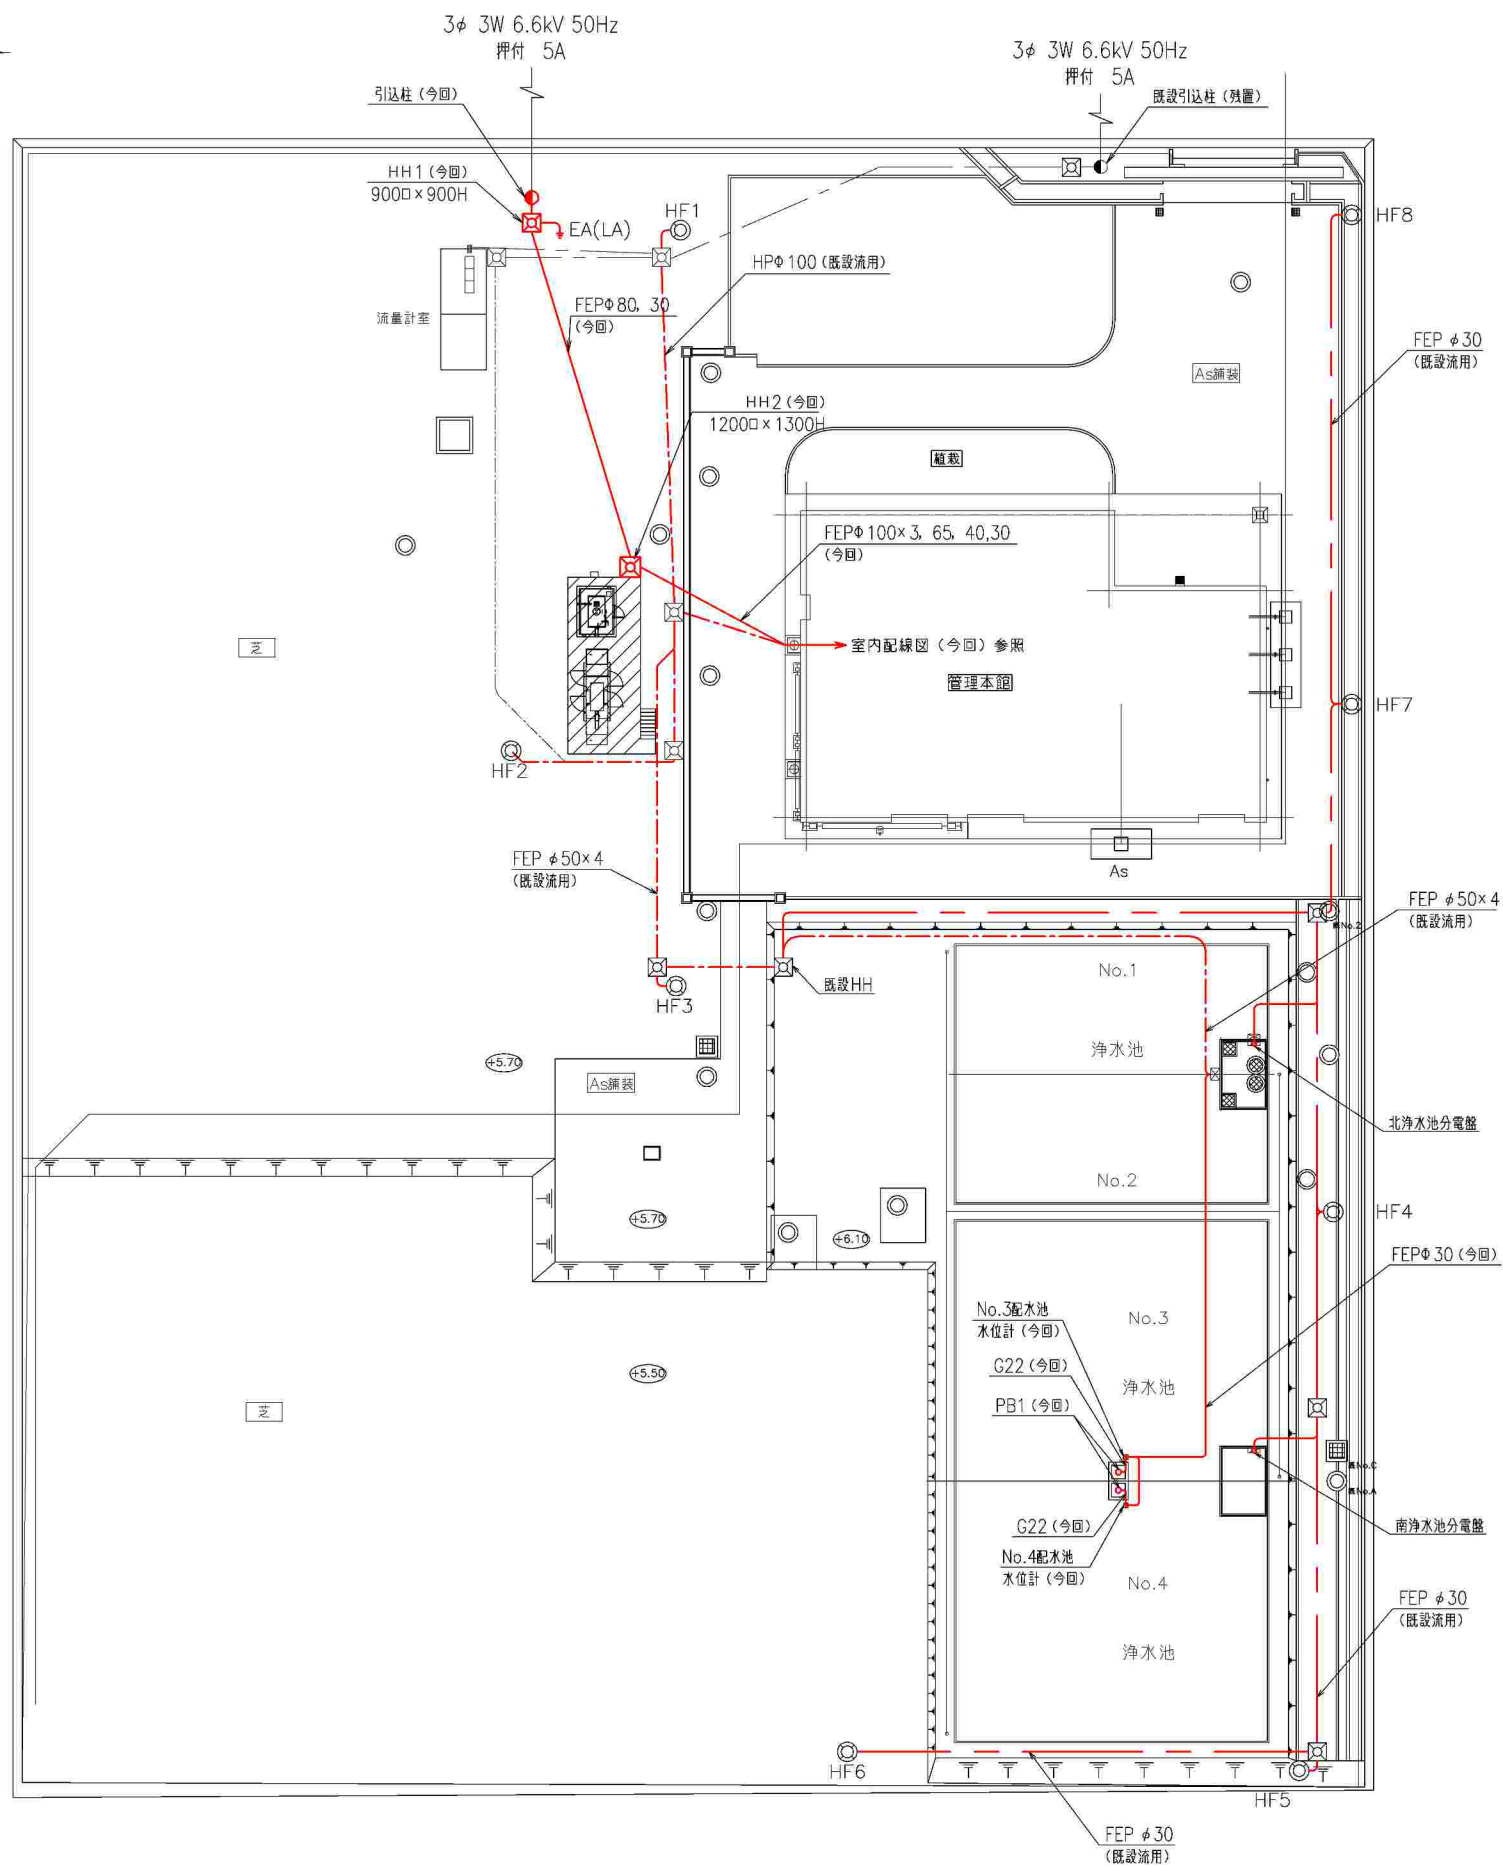 3φ 3W 6.6kV 50Hz
押付 5A
3φ 3W 6.6kV 50Hz
押付 5A
引込柱（今回）
既設引込柱（残置）
HH1（今回）
900□×900H
EA(LA)
HF1
HF8
HPΦ100（既設流用）
FEPΦ80, 30
（今回）
流量計室
FEP φ30
（既設流用）
As舗装
HH2（今回）
1200□×1300H
植栽
FEPΦ100×3, 65, 40,30
（今回）
芝
室内配線図（今回）参照
管理本館
HF7
HF2
FEP φ50×4
（既設流用）
As
FEP φ50×4
（既設流用）
既No.2
No.1
既設HH
HF3
浄水池
+5.70
As舗装
北浄水池分電盤
No.2
+5.70
+6.10
HF4
FEPΦ30（今回）
No.3配水池
水位計（今回）
No.3
G22（今回）
+5.50
浄水池
PB1（今回）
芝
既No.C
既No.A
G22（今回）
南浄水池分電盤
No.4配水池
水位計（今回）
No.4
FEP φ30
（既設流用）
浄水池
HF6
HF5
FEP φ30
（既設流用）